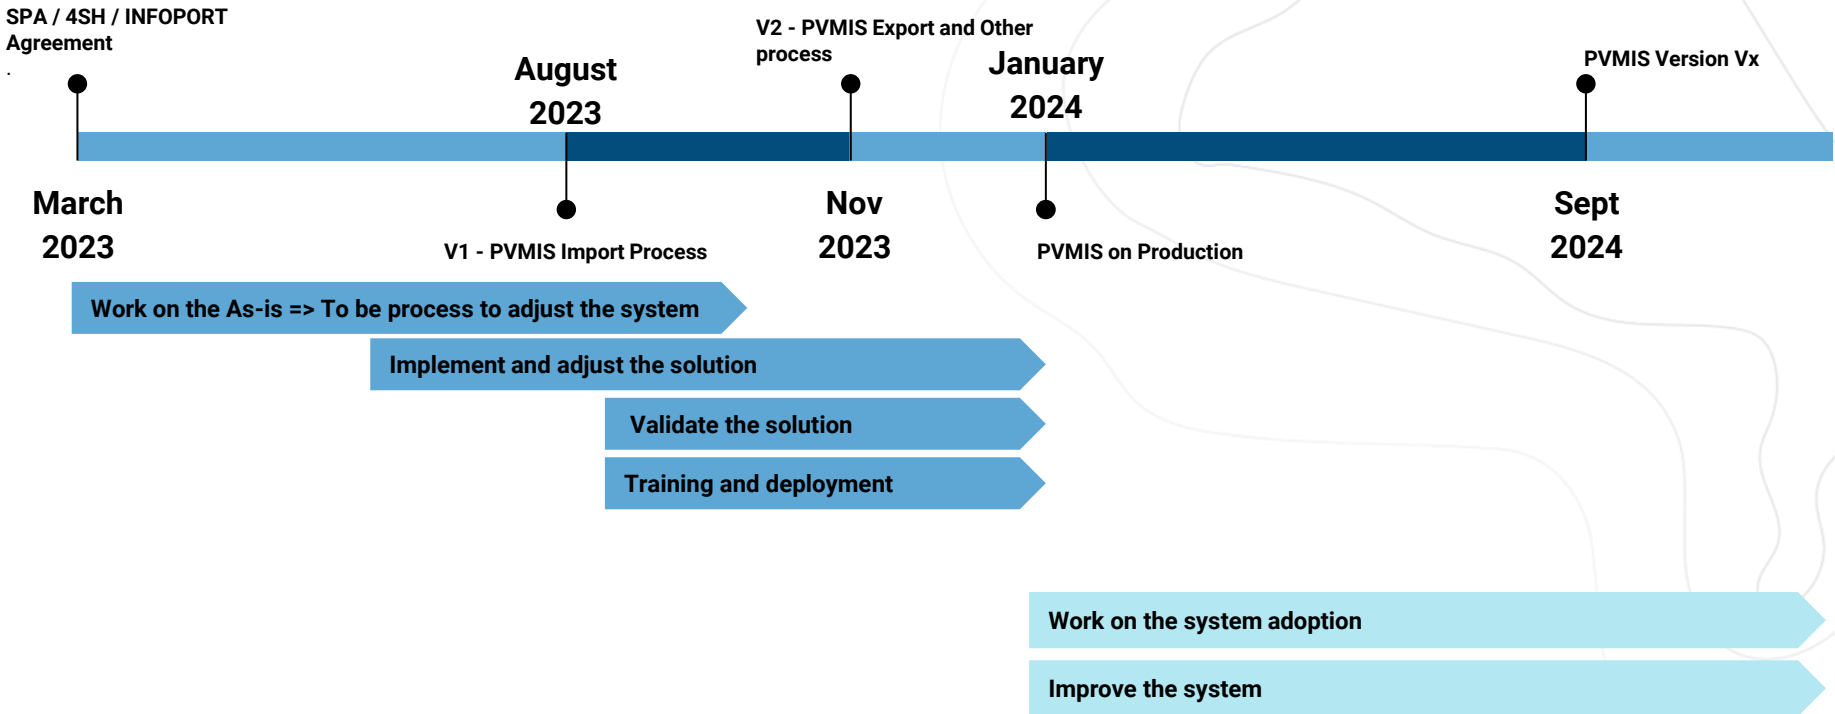 SPA / 4SH / INFOPORT
Agreement
.
August
2023
V2 - PVMIS Export and Other
process
January
2024
PVMIS Version Vx
March
2023
V1 - PVMIS Import Process
Nov
2023
PVMIS on Production
Sept
2024
Work on the As-is => To be process to adjust the system
Implement and adjust the solution
Validate the solution
Training and deployment
Work on the system adoption
Improve the system